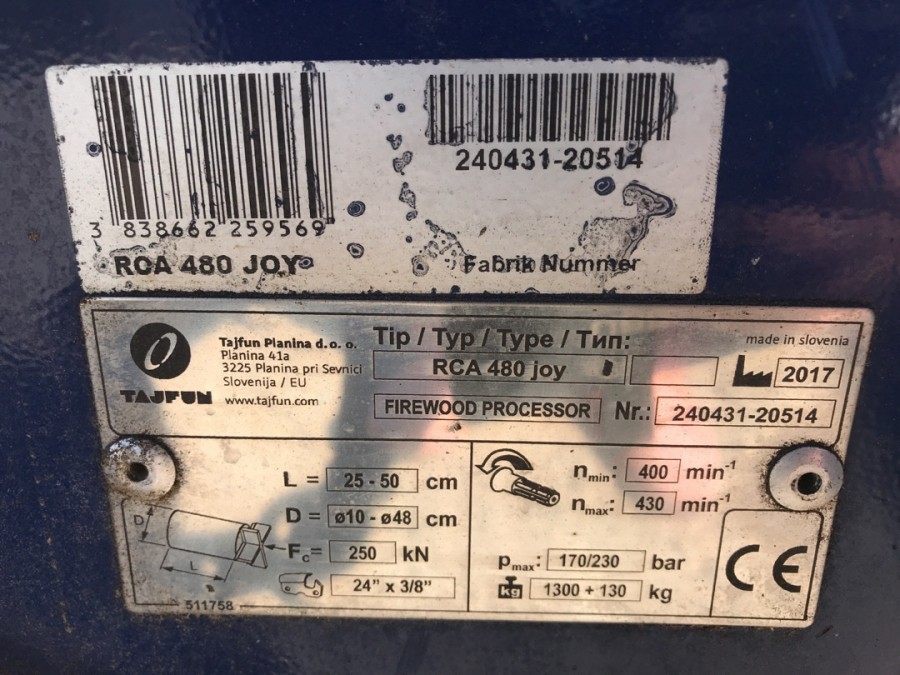 240431-20514
3 838662 259569
RCA 480 JOY
Fabrik Nummer
Tajfun Planina d. o. o.
Planina 41a
3225 Planina pri Sevnici
Slovenija / EU
www.tajfun.com
TAJFUN
Tip / Typ / Type / Тип:
made in slovenia
RCA 480 joy
2017
FIREWOOD PROCESSOR
Nr.: 240431-20514
L = 25 - 50 cm
D = ø10 - ø48 cm
Fc= 250 kN
24" x 3/8"
D
L
511758
nmin: 400 min⁻¹
nmax: 430 min⁻¹
pmax: 170/230 bar
kg 1300 + 130 kg
CE